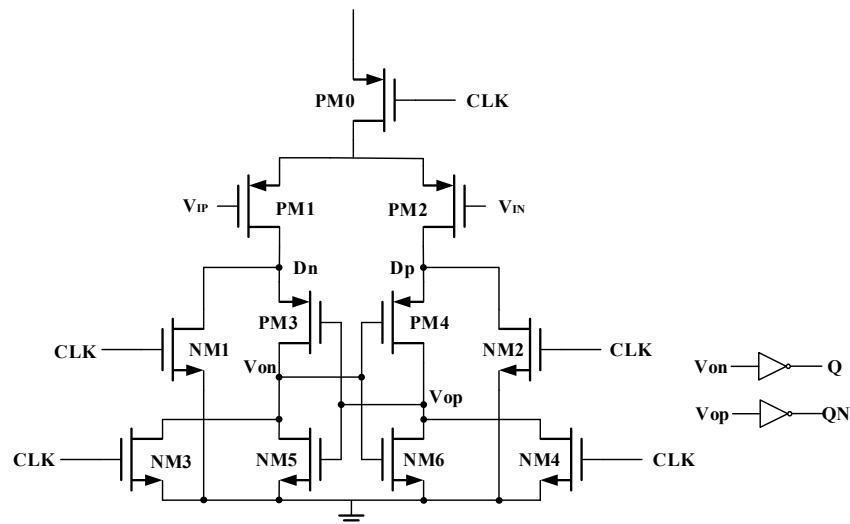 PM0
CLK
VIP
PM1
PM2
VIN
Dn
Dp
PM3
PM4
CLK
NM1
NM2
CLK
Von
Vop
Von
Q
Vop
QN
CLK
NM3
NM5
NM6
NM4
CLK